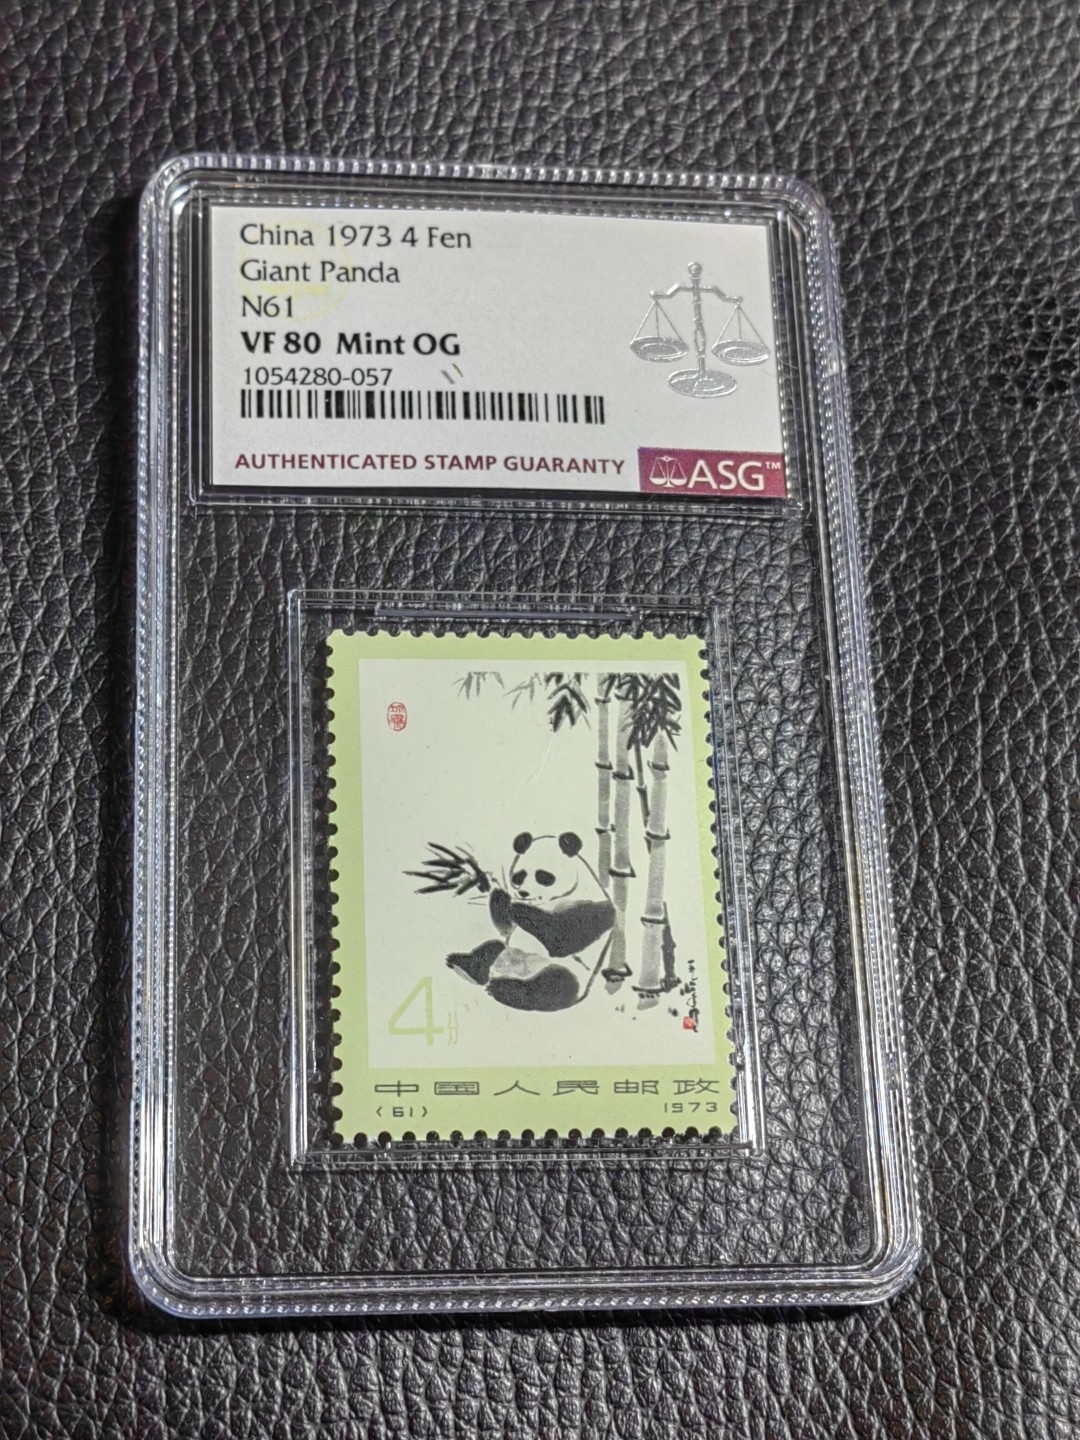 China 1973 4 Fen
Giant Panda
N61
VF 80 Mint OG
1054280-057
AUTHENTICATED STAMP GUARANTY
ASG™
4分
中国人民邮政
(61) 1973